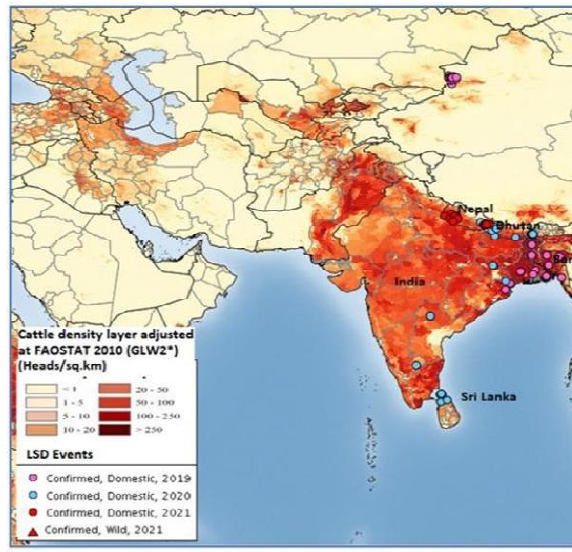 Nepal
Bhutan
Ban
India
Sri Lanka
Cattle density layer adjusted
at FAOSTAT 2010 (GLW2*)
(Heads/sq.km)
< 1 20 - 50
1 - 5 50 - 100
5 - 10 100 - 250
10 - 20 > 250
LSD Events
Confirmed, Domestic, 2019
Confirmed, Domestic, 2020
Confirmed, Domestic, 2021
Confirmed, Wild, 2021